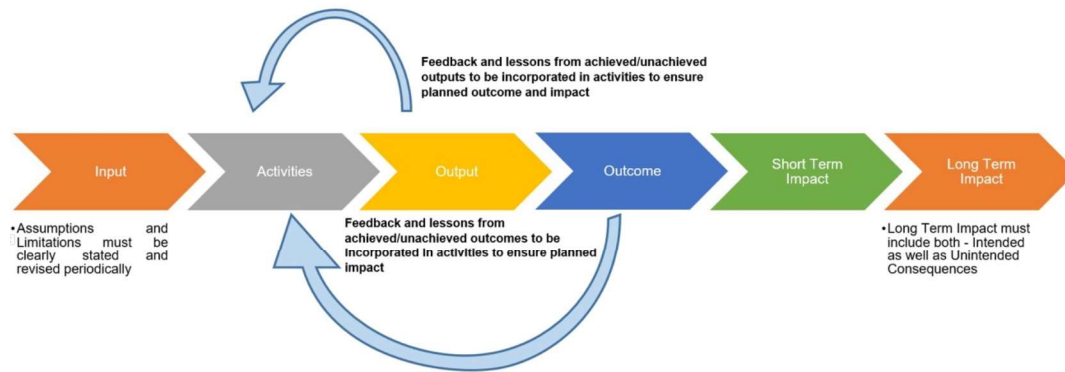 Feedback and lessons from achieved/unachieved
outputs to be incorporated in activities to ensure
planned outcome and impact
Input
Activities
Output
Outcome
Short Term
Impact
Long Term
Impact
•Assumptions and
Limitations must be
clearly stated and
revised periodically
Feedback and lessons from
achieved/unachieved outcomes to be
incorporated in activities to ensure planned
impact
•Long Term Impact must
include both - Intended
as well as Unintended
Consequences